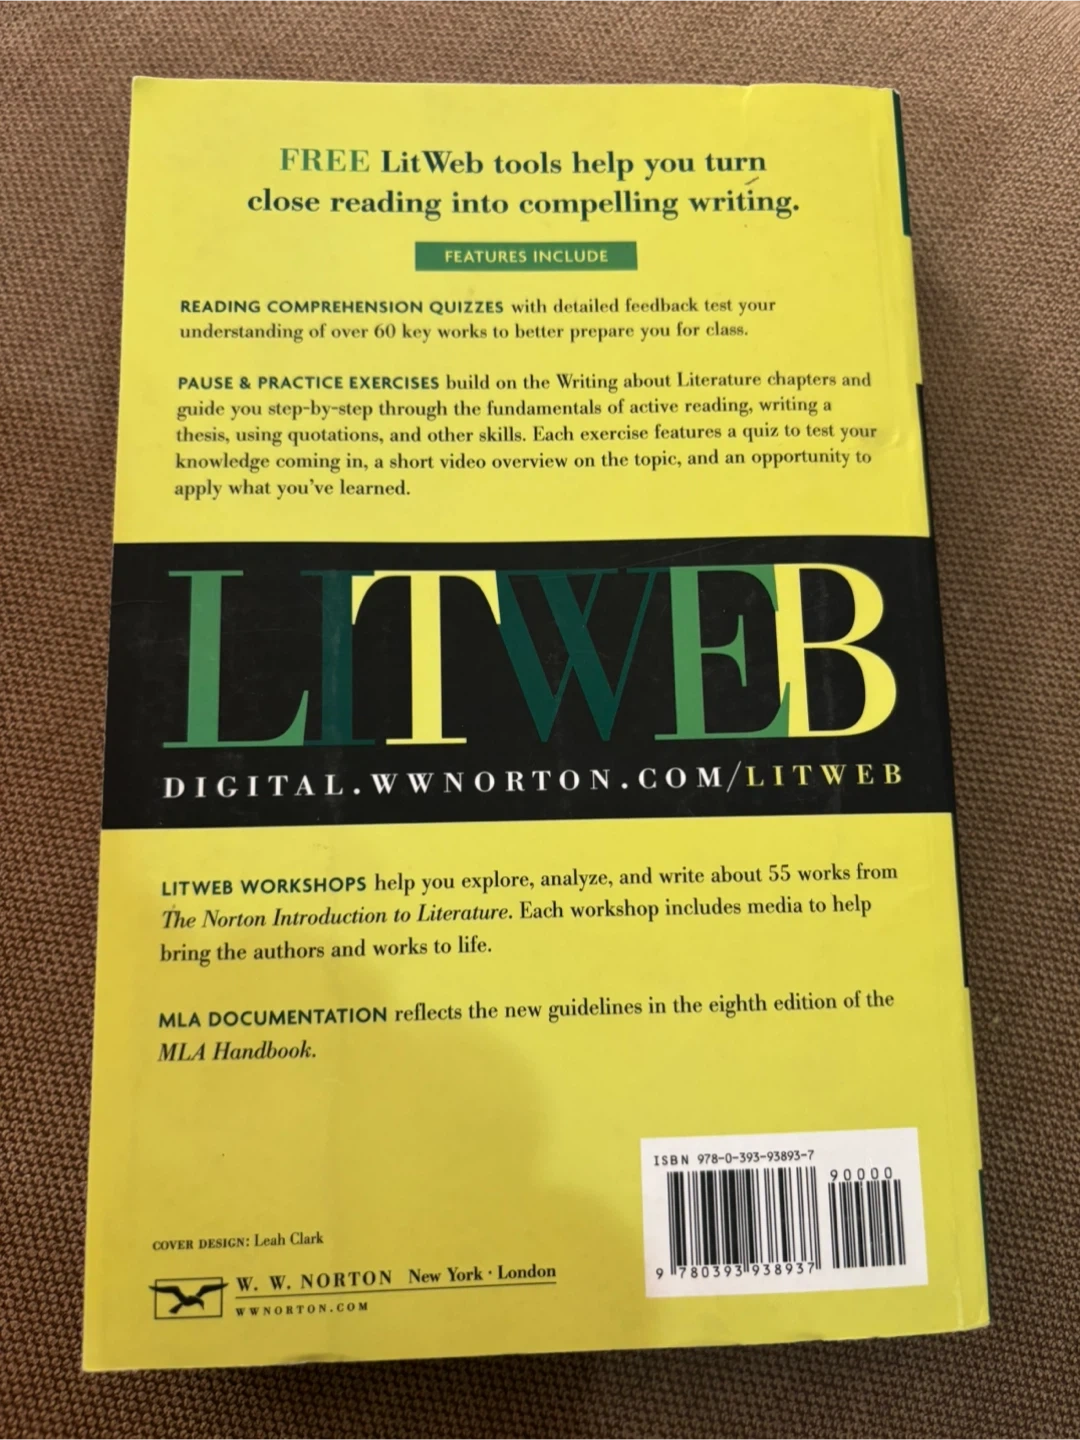 FREE LitWeb tools help you turn
close reading into compelling writing.
FEATURES INCLUDE
READING COMPREHENSION QUIZZES with detailed feedback test your
understanding of over 60 key works to better prepare you for class.
PAUSE & PRACTICE EXERCISES build on the Writing about Literature chapters and
guide you step-by-step through the fundamentals of active reading, writing a
thesis, using quotations, and other skills. Each exercise features a quiz to test your
knowledge coming in, a short video overview on the topic, and an opportunity to
apply what you've learned.
LITWEB
DIGITAL.WWNORTON.COM/LITWEB
LITWEB WORKSHOPS help you explore, analyze, and write about 55 works from
The Norton Introduction to Literature. Each workshop includes media to help
bring the authors and works to life.
MLA DOCUMENTATION reflects the new guidelines in the eighth edition of the
MLA Handbook.
ISBN 978-0-393-93893-7
90000
9 780393 938937
COVER DESIGN: Leah Clark
W. W. NORTON New York · London
WWNORTON.COM